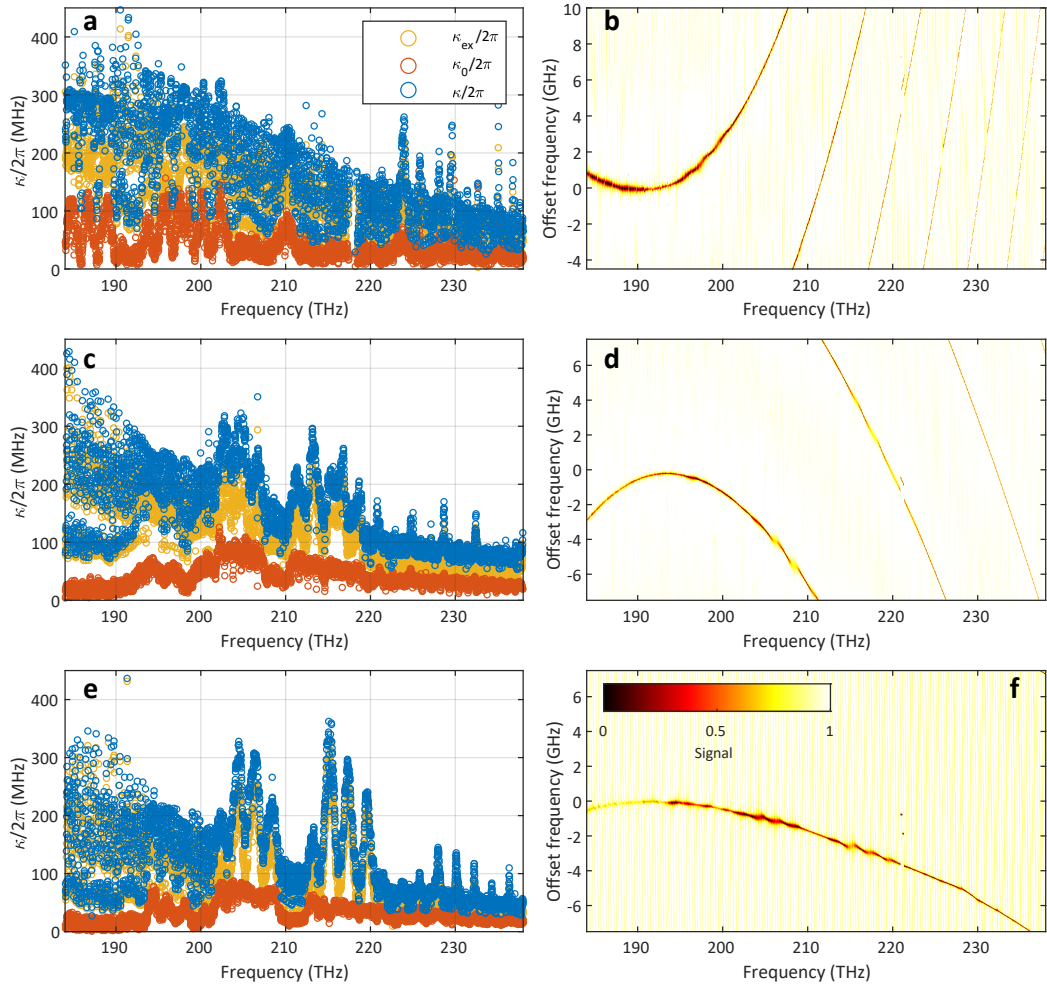 a
κex/2π
κ0/2π
κ/2π
κ/2π (MHz)
400
300
200
100
0
190 200 210 220 230
Frequency (THz)
b
Offset frequency (GHz)
10
8
6
4
2
0
-2
-4
190 200 210 220 230
Frequency (THz)
c
κ/2π (MHz)
400
300
200
100
0
190 200 210 220 230
Frequency (THz)
d
Offset frequency (GHz)
6
4
2
0
-2
-4
-6
190 200 210 220 230
Frequency (THz)
e
κ/2π (MHz)
400
300
200
100
0
190 200 210 220 230
Frequency (THz)
f
0 0.5 1
Signal
Offset frequency (GHz)
6
4
2
0
-2
-4
-6
190 200 210 220 230
Frequency (THz)